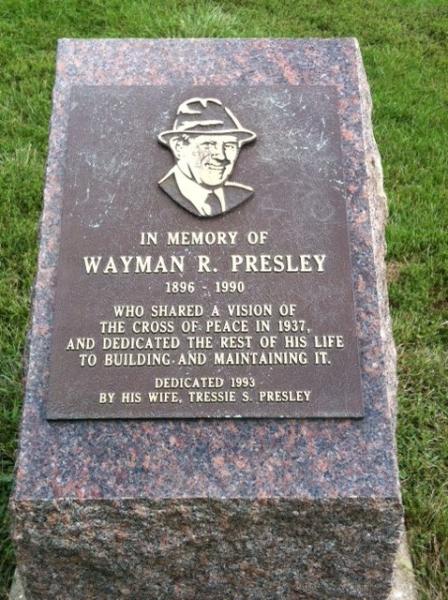 IN MEMORY OF
WAYMAN R. PRESLEY
1896 - 1990
WHO SHARED A VISION OF
THE CROSS OF PEACE IN 1937,
AND DEDICATED THE REST OF HIS LIFE
TO BUILDING AND MAINTAINING IT.
DEDICATED 1993
BY HIS WIFE, TRESSIE S. PRESLEY